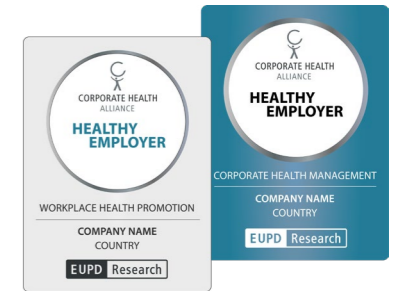 CORPORATE HEALTH
ALLIANCE
HEALTHY
EMPLOYER
WORKPLACE HEALTH PROMOTION
COMPANY NAME
COUNTRY
EUPD Research
CORPORATE HEALTH
ALLIANCE
HEALTHY
EMPLOYER
CORPORATE HEALTH MANAGEMENT
COMPANY NAME
COUNTRY
EUPD Research